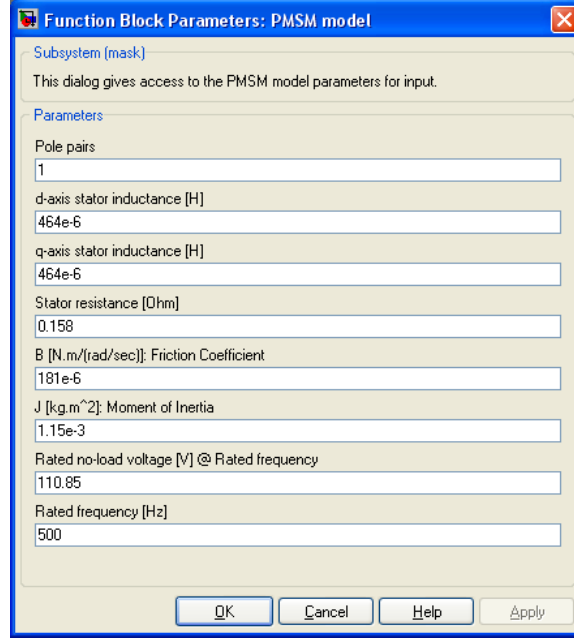 Function Block Parameters: PMSM model
Subsystem (mask)
This dialog gives access to the PMSM model parameters for input.
Parameters
Pole pairs
1
d-axis stator inductance [H]
464e-6
q-axis stator inductance [H]
464e-6
Stator resistance [Ohm]
0.158
B [N.m/(rad/sec)]: Friction Coefficient
181e-6
J [kg.m^2]: Moment of Inertia
1.15e-3
Rated no-load voltage [V] @ Rated frequency
110.85
Rated frequency [Hz]
500
OK Cancel Help Apply